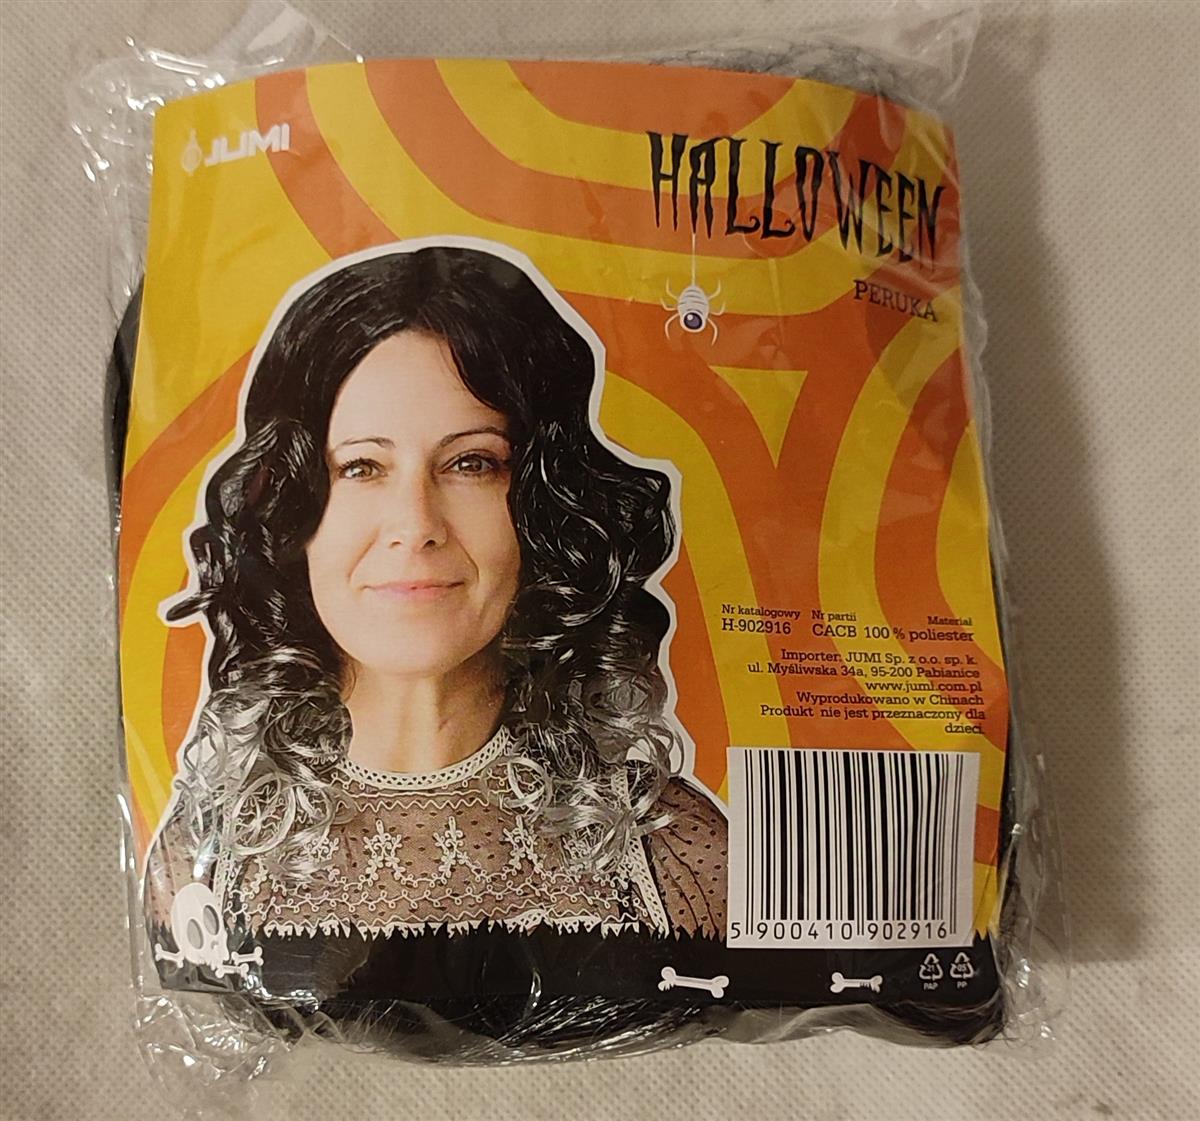 JUMI
HALLOWEEN
PERUKA
Nr katalogowy Nr partii Materiał
H-902916 CACB 100 % poliester
Importer: JUMI Sp. z o.o. sp. k.
ul. Myśliwska 34a, 95-200 Pabianice
www.jumi.com.pl
Wyprodukowano w Chinach
Produkt nie jest przeznaczony dla
dzieci.
5 900410 902916
21 05
PAP PP